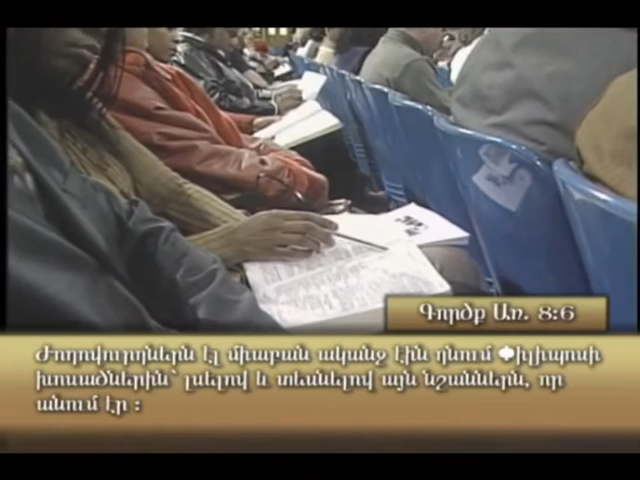 Գործք Առ. 8:6
Ժողովուրդներն էլ միաբան ականջ էին դնում Փիլիպոսի
խոսածներին՝ լսելով և տեսնելով այն նշաններն, որ
անում էր :